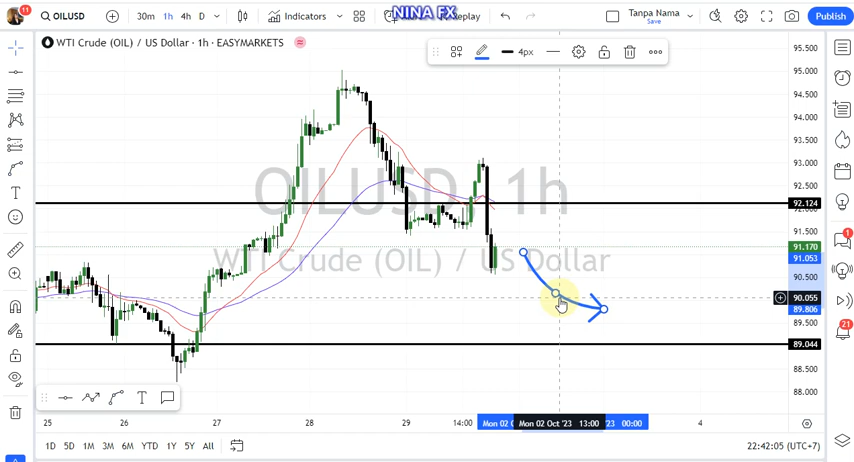 OILUSD
30m 1h 4h D
Indicators
NINA FX
Replay
Tanpa Nama
Save
Publish
WTI Crude (OIL) / US Dollar · 1h · EASYMARKETS
4px
OILUSD, 1h
WTI Crude (OIL) / US Dollar
95.500
95.000
94.500
94.000
93.500
93.000
92.500
92.124
91.500
91.170
91.053
90.500
90.055
89.806
89.500
89.044
88.500
88.000
1
21
25 26 27 28 29 14:00 Mon 02 Mon 02 Oct '23 13:00 '23 00:00 4
1D 5D 1M 3M 6M YTD 1Y 5Y All
22:42:05 (UTC+7)